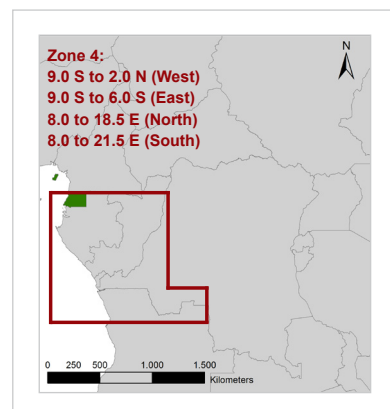 Zone 4:
9.0 S to 2.0 N (West)
9.0 S to 6.0 S (East)
8.0 to 18.5 E (North)
8.0 to 21.5 E (South)
N
0 250 500 1.000 1.500
Kilometers